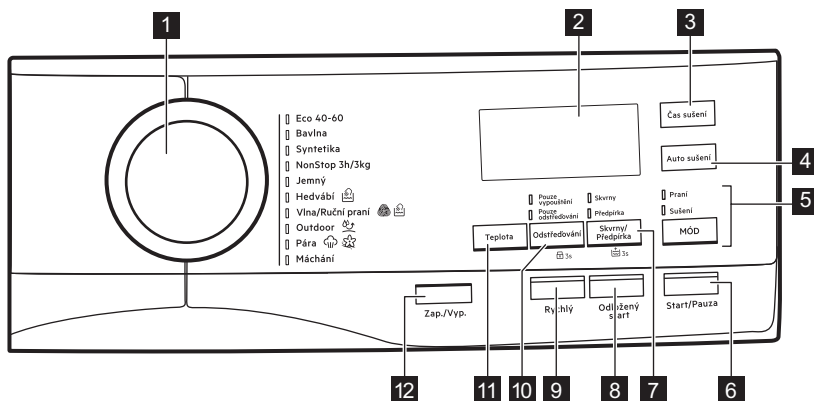 1
2
3
Čas sušení
Auto sušení
4
5
Eco 40-60
Bavlna
Syntetika
NonStop 3h/3kg
Jemný
Hedvábí
Vlna/Ruční praní
Outdoor
Pára
Máchání
Pouze
vypouštění
Skvrny
Pouze
odstřeďování
Předpírka
Praní
Sušení
Teplota
Odstřeďování
Skvrny/
Předpírka
MÓD
3s
3s
Zap./Vyp.
Rychlý
Odložený
start
Start/Pauza
12
11
10
9
8
7
6